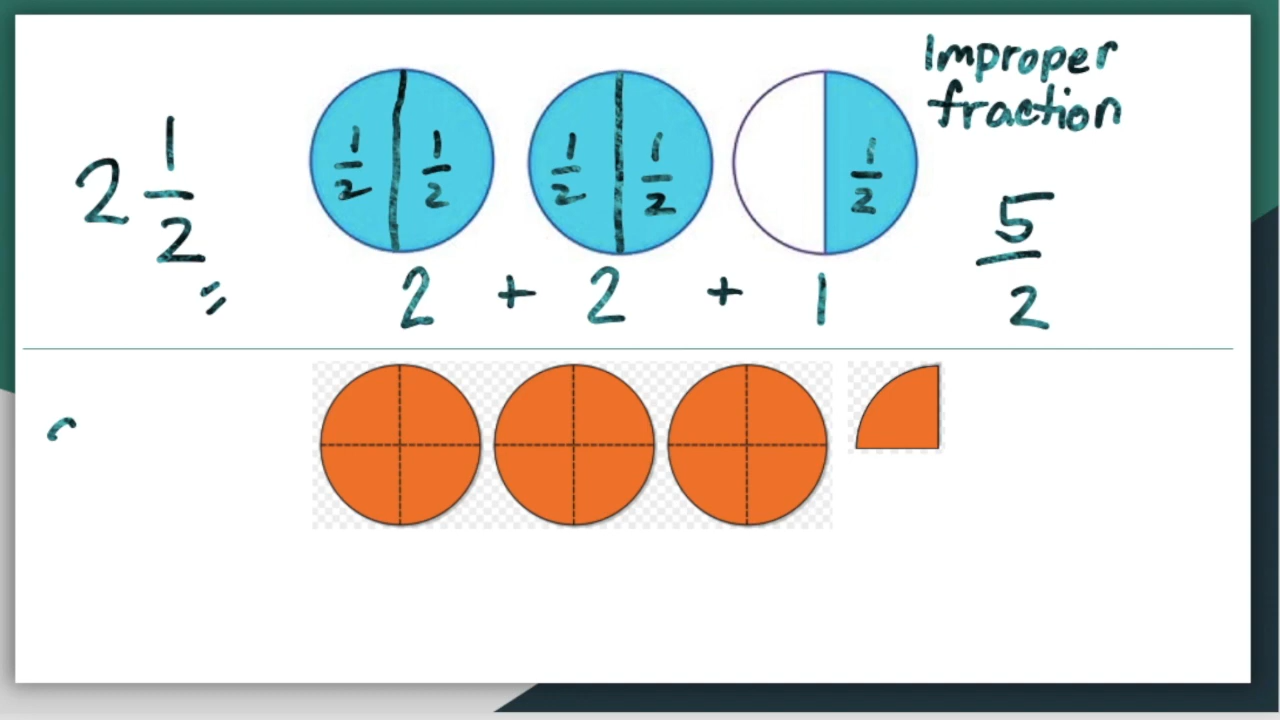 Improper
fraction
2 1/2 =
1/2 1/2 1/2 1/2 1/2
2 + 2 + 1
5/2